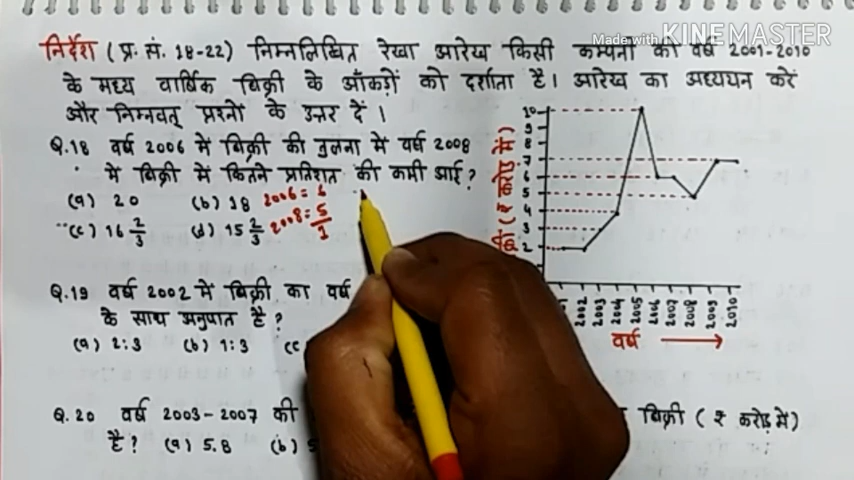 Made with KINEMASTER
निर्देश (प्र. सं. 18-22) निम्नलिखित रेखा आरेख किसी कम्पनी की वर्ष 2001-2010
के मध्य वार्षिक बिक्री के आँकड़ों को दर्शाता है। आरेख का अध्ययन करें
और निम्नवत् प्रश्नों के उत्तर दें।
Q.18 वर्ष 2006 में बिक्री की तुलना में वर्ष 2008
में बिक्री में कितने प्रतिशत की कमी आई?
(a) 20 (b) 18
2006 = 6
(c) 16 2/3 (d) 15 2/3
2008 = 5
1
Q.19 वर्ष 2002 में बिक्री का वर्ष
के साथ अनुपात है?
(a) 2:3 (b) 1:3 (c
Q.20 वर्ष 2003-2007 की
बिक्री (₹ करोड़ में)
है? (a) 5.8 (b) 5
10
9
8
7
6
5
4
3
2
(₹ करोड़ में)
2002 2003 2004 2005 2006 2007 2008 2009 2010
वर्ष